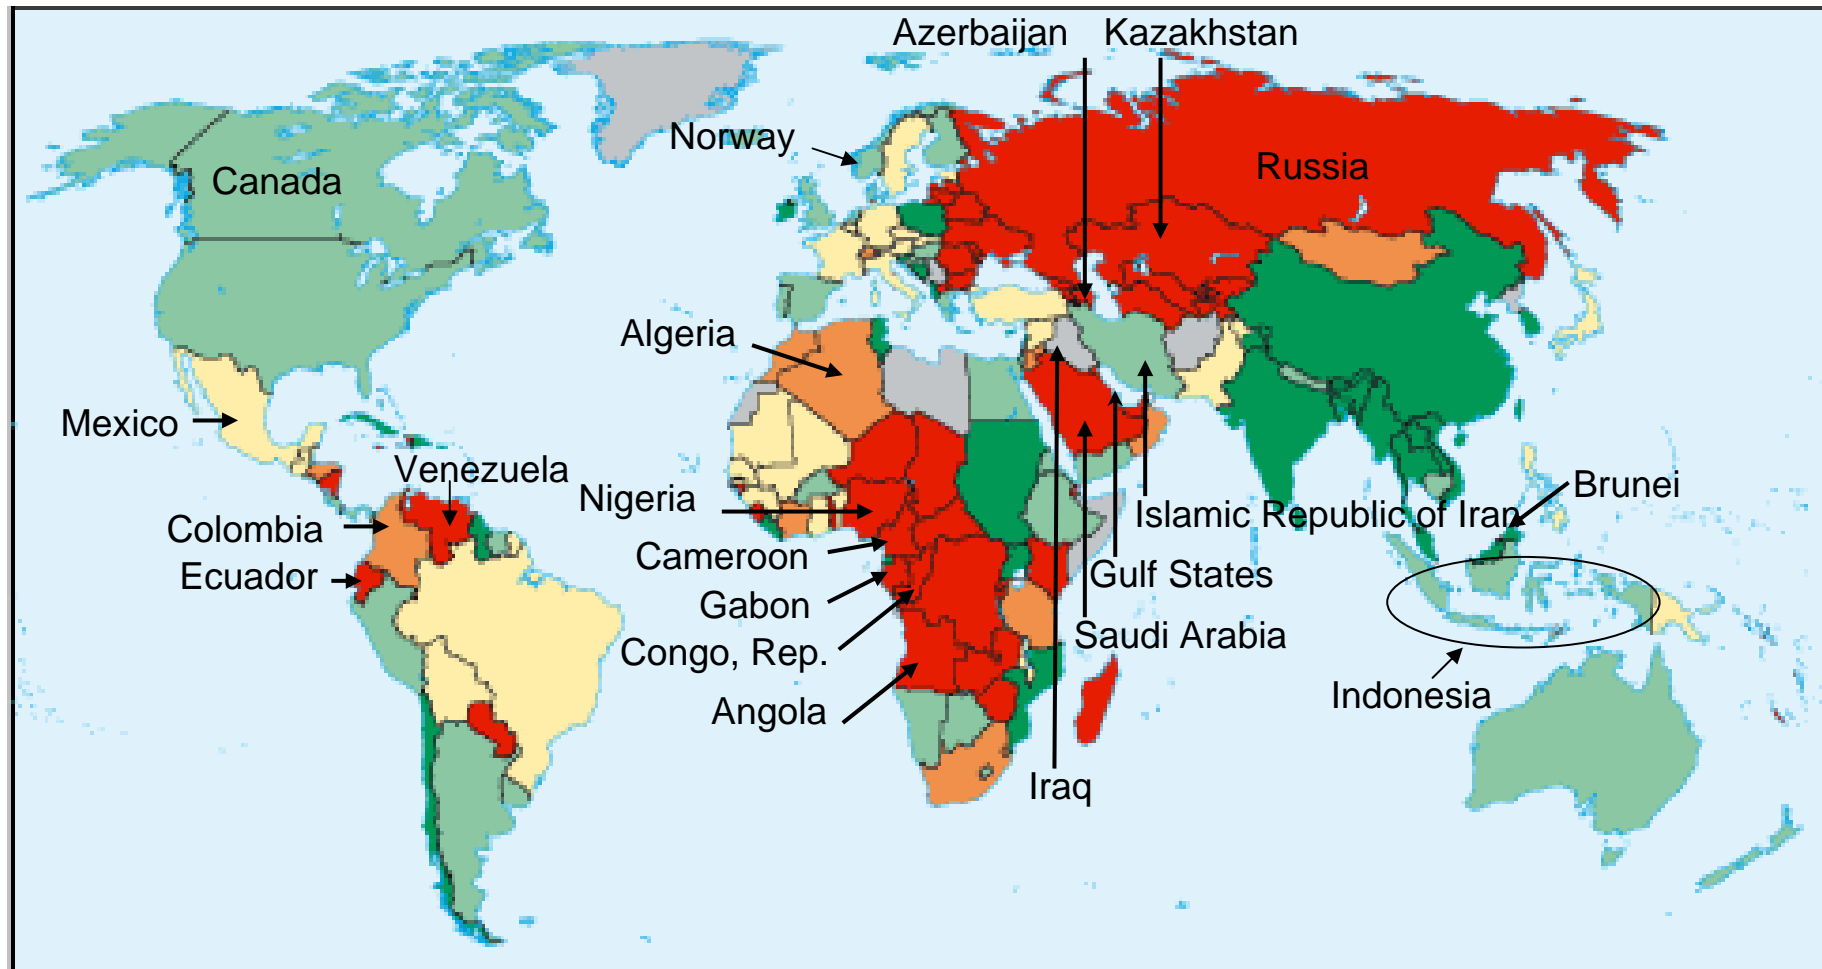 Azerbaijan
Kazakhstan
Norway
Canada
Russia
Algeria
Mexico
Venezuela
Nigeria
Brunei
Colombia
Islamic Republic of Iran
Cameroon
Ecuador
Gulf States
Gabon
Saudi Arabia
Congo, Rep.
Indonesia
Angola
Iraq